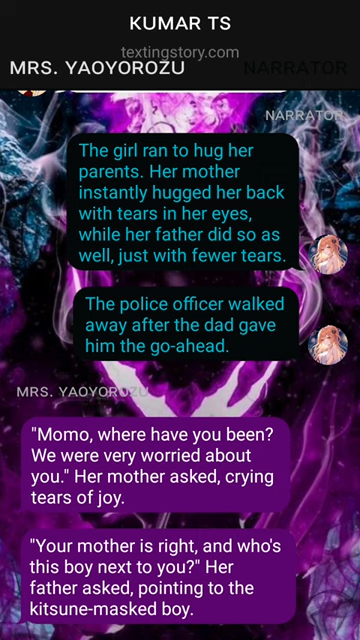 KUMAR TS
textingstory.com
MRS. YAOYOROZU
NARRATOR
NARRATOR
The girl ran to hug her
parents. Her mother
instantly hugged her back
with tears in her eyes,
while her father did so as
well, just with fewer tears.
The police officer walked
away after the dad gave
him the go-ahead.
MRS. YAOYOROZU
"Momo, where have you been?
We were very worried about
you." Her mother asked, crying
tears of joy.
"Your mother is right, and who's
this boy next to you?" Her
father asked, pointing to the
kitsune-masked boy.